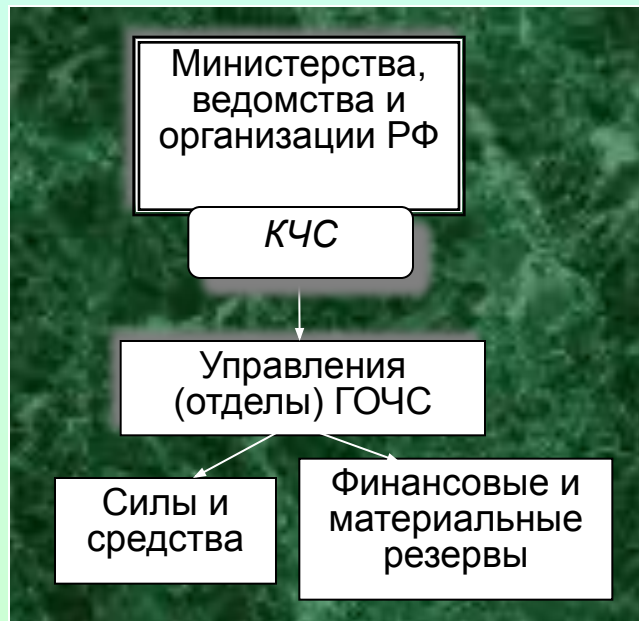 Министерства,
ведомства и
организации РФ
КЧС
Управления
(отделы) ГОЧС
Силы и
средства
Финансовые и
материальные
резервы